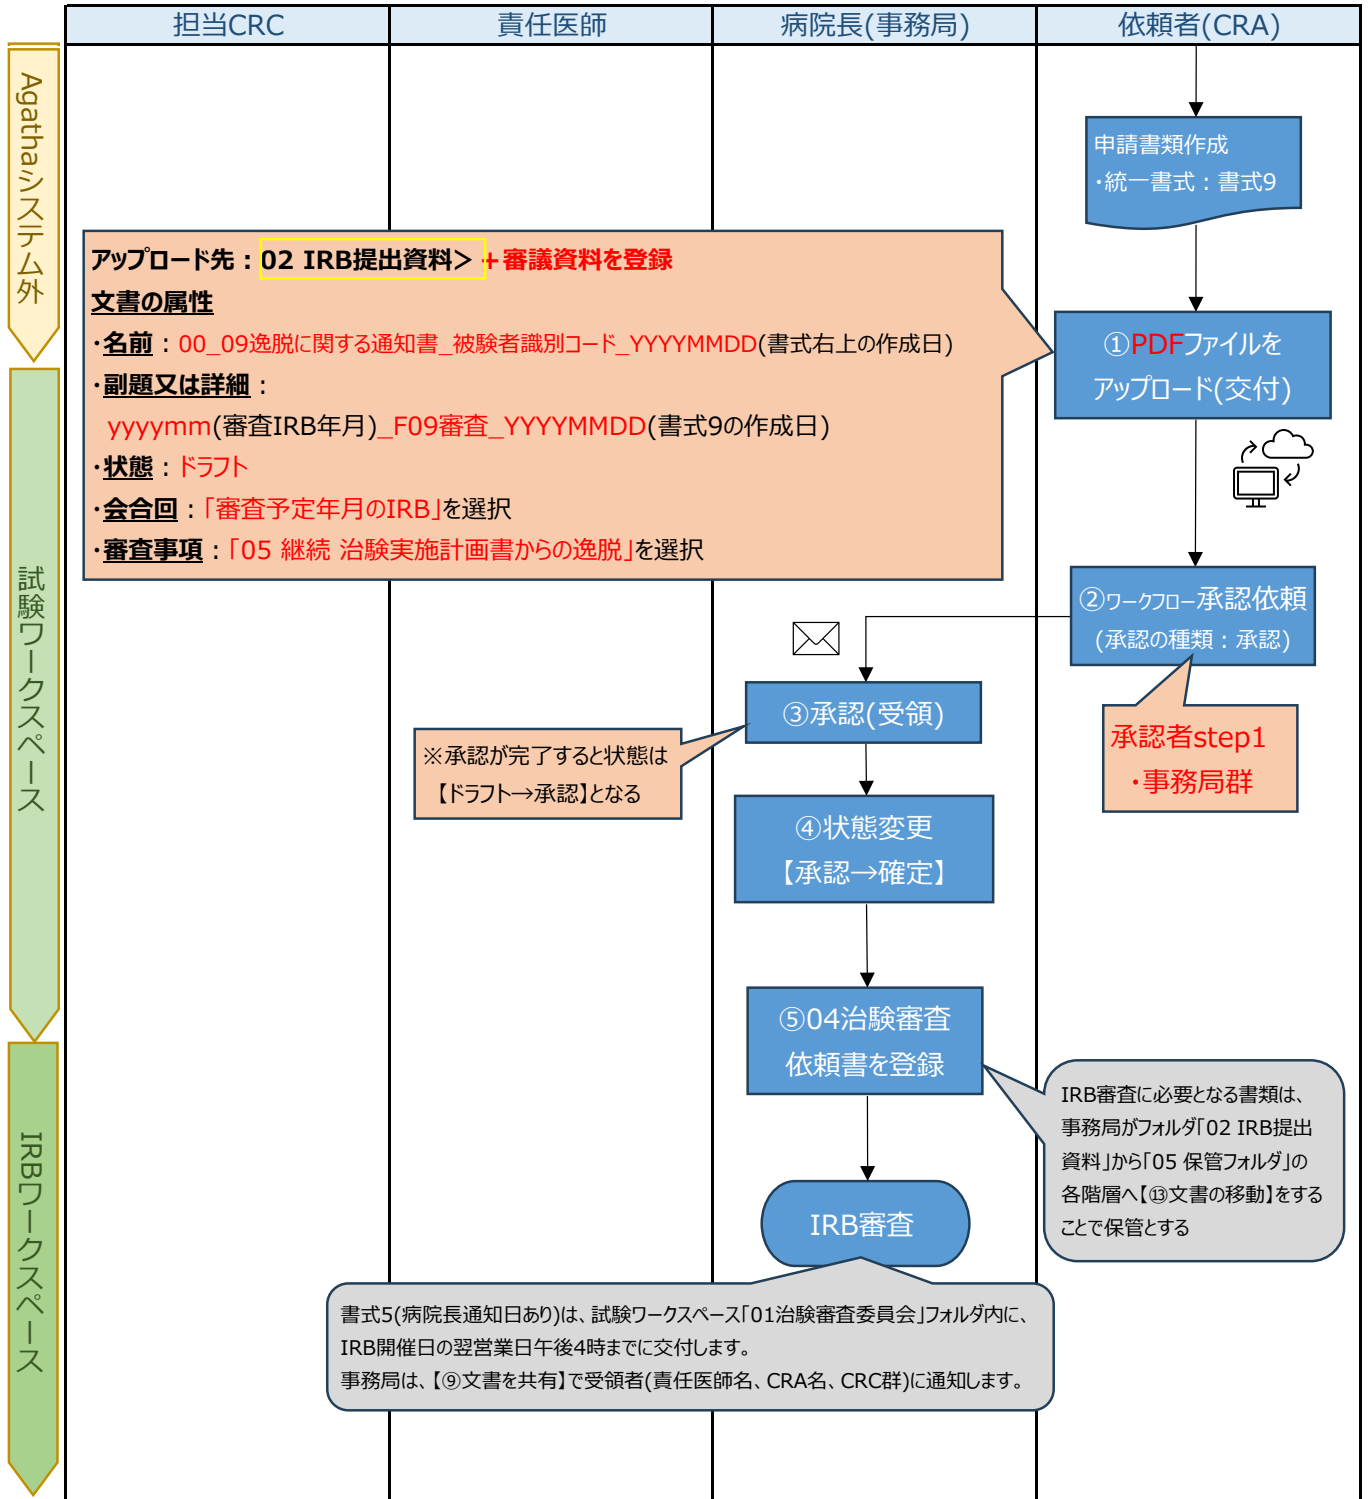 担当CRC
責任医師
病院長(事務局)
依頼者(CRA)
Agathaシステム外
申請書類作成
・統一書式：書式9
アップロード先：02 IRB提出資料＞＋審議資料を登録
文書の属性
・名前：00_09逸脱に関する通知書_被験者識別コード_YYYYMMDD(書式右上の作成日)
・副題又は詳細：
yyyymm(審査IRB年月)_F09審査_YYYYMMDD(書式9の作成日)
・状態：ドラフト
・会合回：「審査予定年月のIRB」を選択
・審査事項：「05 継続 治験実施計画書からの逸脱」を選択
①PDFファイルを
アップロード(交付)
試験ワークスペース
②ワークフロー承認依頼
(承認の種類：承認)
承認者step1
・事務局群
③承認(受領)
※承認が完了すると状態は
【ドラフト→承認】となる
④状態変更
【承認→確定】
⑤04治験審査
依頼書を登録
IRB審査に必要となる書類は、
事務局がフォルダ「02 IRB提出
資料」から「05 保管フォルダ」の
各階層へ【⑬文書の移動】をする
ことで保管とする
IRBワークスペース
IRB審査
書式5(病院長通知日あり)は、試験ワークスペース「01治験審査委員会」フォルダ内に、
IRB開催日の翌営業日午後4時までに交付します。
事務局は、【⑨文書を共有】で受領者(責任医師名、CRA名、CRC群)に通知します。